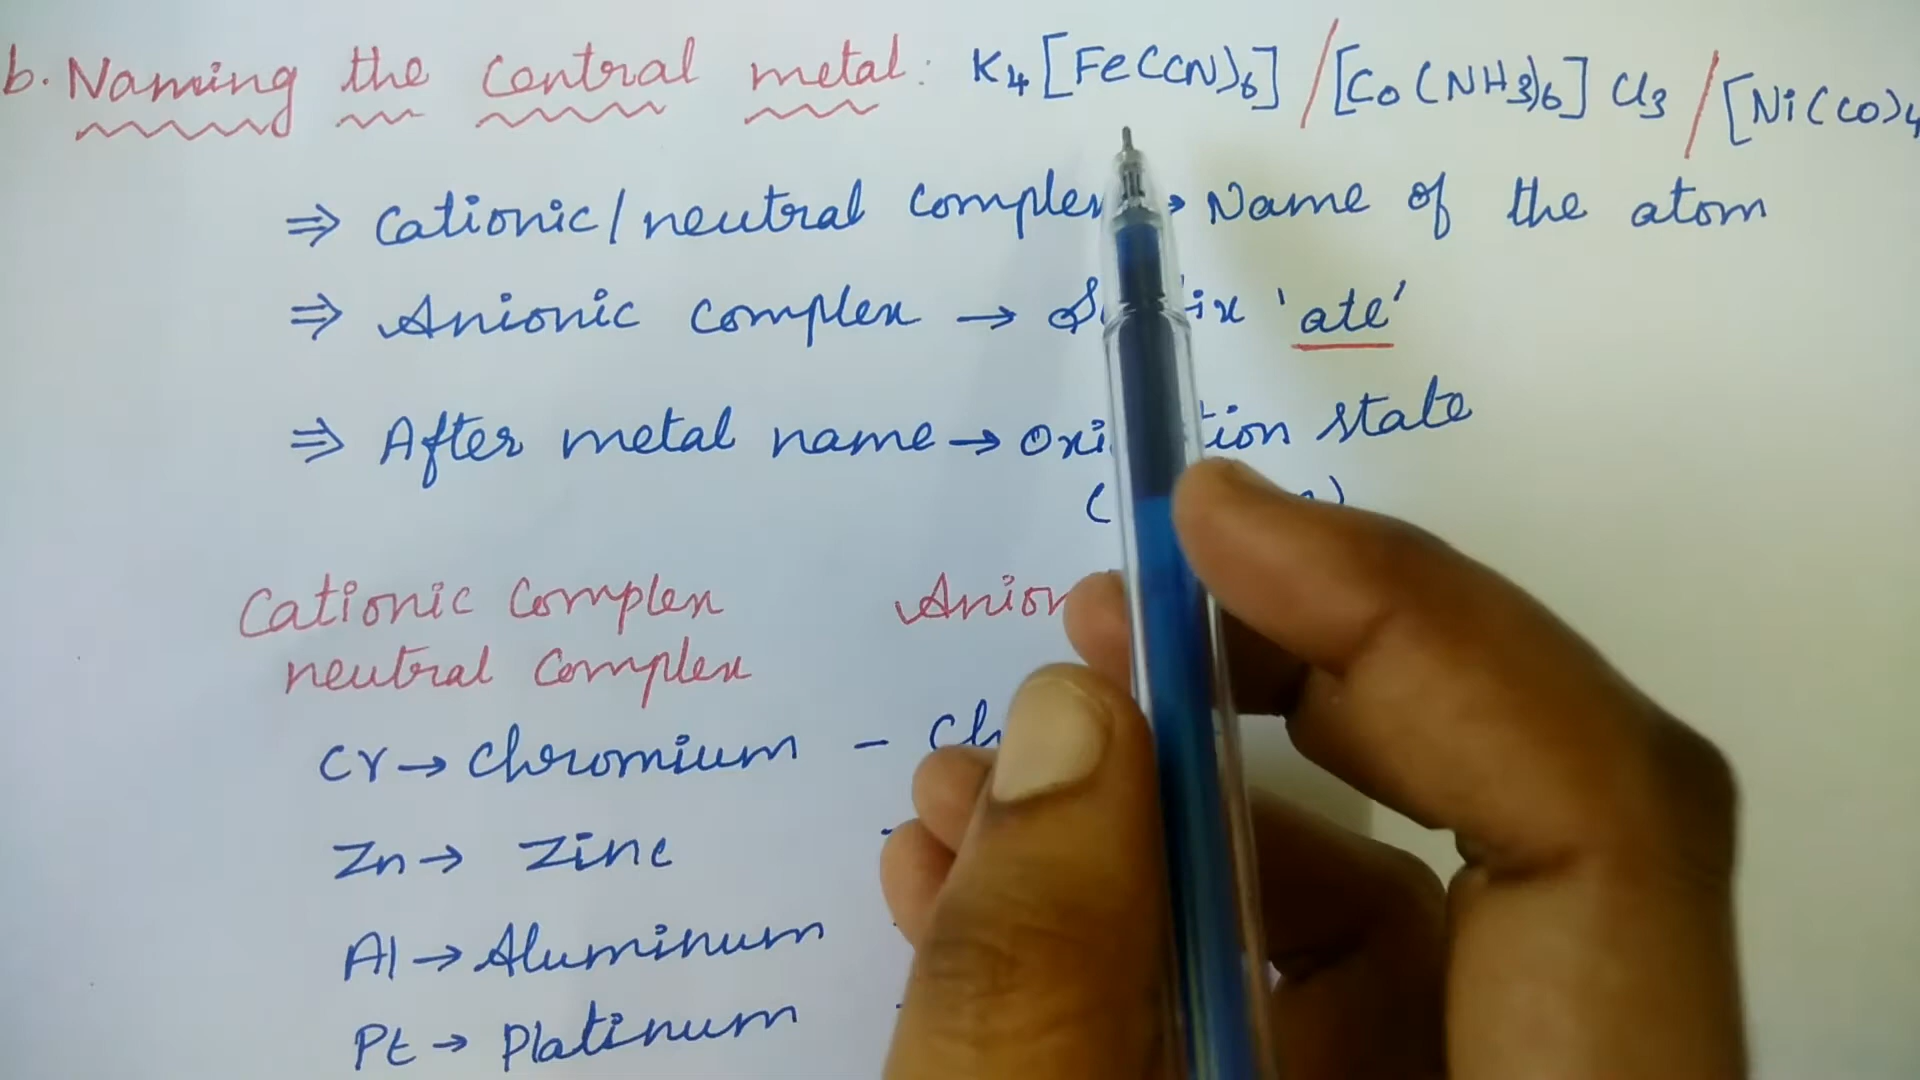 b. Naming the central metal: K₄[Fe(CN)₆] / [Co(NH₃)₆]Cl₃ / [Ni(CO)₄
⇒ Cationic/neutral complex → Name of the atom
⇒ Anionic complex → 'ate'
⇒ After metal name → state
Cationic complex
neutral complex
Cr → Chromium –
Zn → Zinc
Al → Aluminum
Pt → Platinum